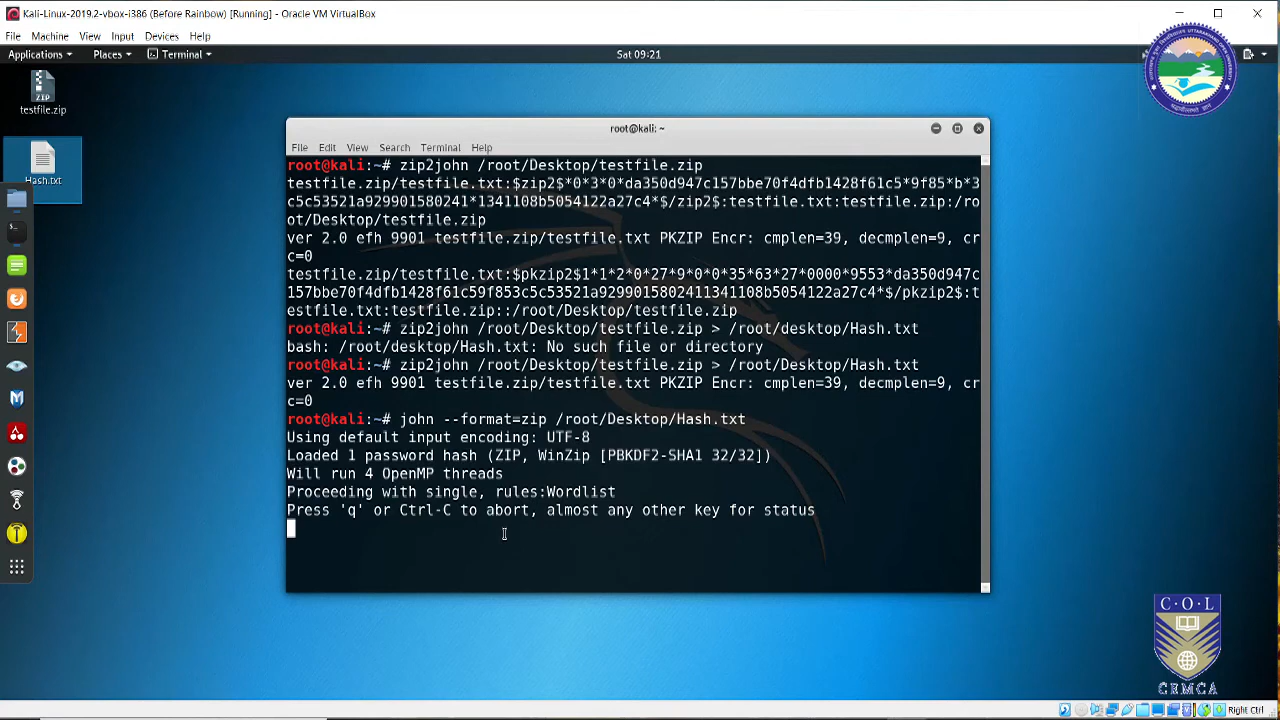 Kali-Linux-2019.2-vbox-i386 (Before Rainbow) [Running] - Oracle VM VirtualBox
File Machine View Input Devices Help
Applications Places Terminal Sat 09:21
ZIP
testfile.zip
Hash.txt
root@kali: ~
File Edit View Search Terminal Help
root@kali:~# zip2john /root/Desktop/testfile.zip
testfile.zip/testfile.txt:$zip2$*0*3*0*da350d947c157bbe70f4dfb1428f61c5*9f85*b*3
c5c53521a929901580241*1341108b5054122a27c4*$/zip2$:testfile.txt:testfile.zip:/ro
ot/Desktop/testfile.zip
ver 2.0 efh 9901 testfile.zip/testfile.txt PKZIP Encr: cmplen=39, decmplen=9, cr
c=0
testfile.zip/testfile.txt:$pkzip2$1*1*2*0*27*9*0*0*35*63*27*0000*9553*da350d947c
157bbe70f4dfb1428f61c59f853c5c53521a9299015802411341108b5054122a27c4*$/pkzip2$:t
estfile.txt:testfile.zip::/root/Desktop/testfile.zip
root@kali:~# zip2john /root/Desktop/testfile.zip > /root/desktop/Hash.txt
bash: /root/desktop/Hash.txt: No such file or directory
root@kali:~# zip2john /root/Desktop/testfile.zip > /root/Desktop/Hash.txt
ver 2.0 efh 9901 testfile.zip/testfile.txt PKZIP Encr: cmplen=39, decmplen=9, cr
c=0
root@kali:~# john --format=zip /root/Desktop/Hash.txt
Using default input encoding: UTF-8
Loaded 1 password hash (ZIP, WinZip [PBKDF2-SHA1 32/32])
Will run 4 OpenMP threads
Proceeding with single, rules:Wordlist
Press 'q' or Ctrl-C to abort, almost any other key for status
C·O·L
CEMCA
Right Ctrl